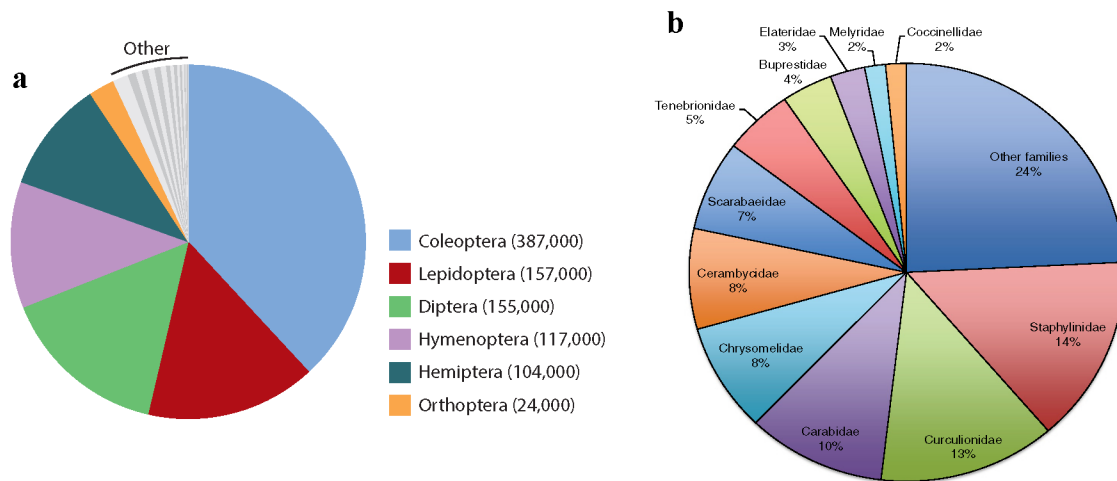 a
Other
Coleoptera (387,000)
Lepidoptera (157,000)
Diptera (155,000)
Hymenoptera (117,000)
Hemiptera (104,000)
Orthoptera (24,000)
b
Elateridae
3%
Melyridae
2%
Coccinellidae
2%
Buprestidae
4%
Tenebrionidae
5%
Other families
24%
Scarabaeidae
7%
Cerambycidae
8%
Staphylinidae
14%
Chrysomelidae
8%
Carabidae
10%
Curculionidae
13%